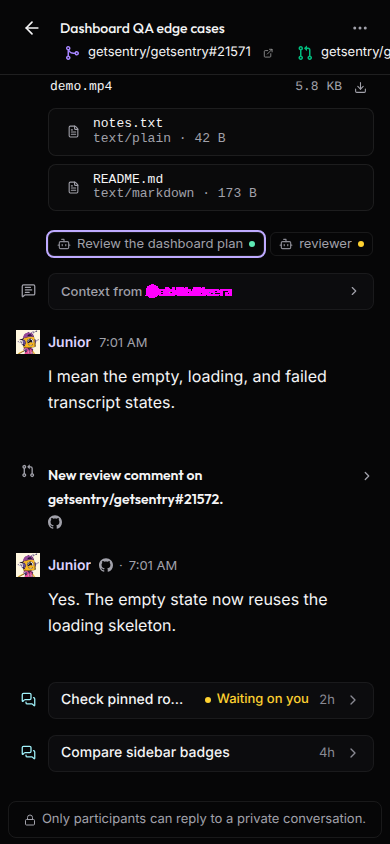 Dashboard QA edge cases
getsentry/getsentry#21571 getsentry/g
demo.mp4 5.8 KB
notes.txt
text/plain · 42 B
README.md
text/markdown · 173 B
Review the dashboard plan reviewer
Context from
Junior 7:01 AM
I mean the empty, loading, and failed
transcript states.
New review comment on
getsentry/getsentry#21572.
Junior · 7:01 AM
Yes. The empty state now reuses the
loading skeleton.
Check pinned ro... Waiting on you 2h
Compare sidebar badges 4h
Only participants can reply to a private conversation.